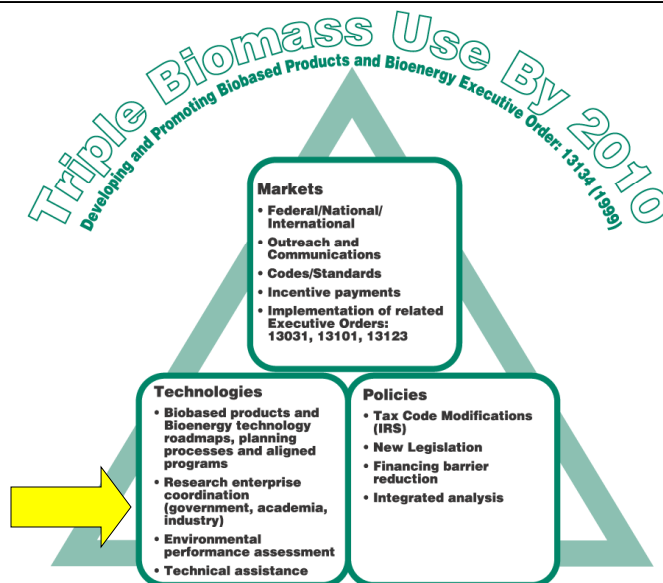 Triple Biomass Use By 2010
Developing and Promoting Biobased Products and Bioenergy Executive Order: 13134 (1999)
Markets
• Federal/National/
International
• Outreach and
Communications
• Codes/Standards
• Incentive payments
• Implementation of related
Executive Orders:
13031, 13101, 13123
Technologies
• Biobased products and
Bioenergy technology
roadmaps, planning
processes and aligned
programs
• Research enterprise
coordination
(government, academia,
industry)
• Environmental
performance assessment
• Technical assistance
Policies
• Tax Code Modifications
(IRS)
• New Legislation
• Financing barrier
reduction
• Integrated analysis